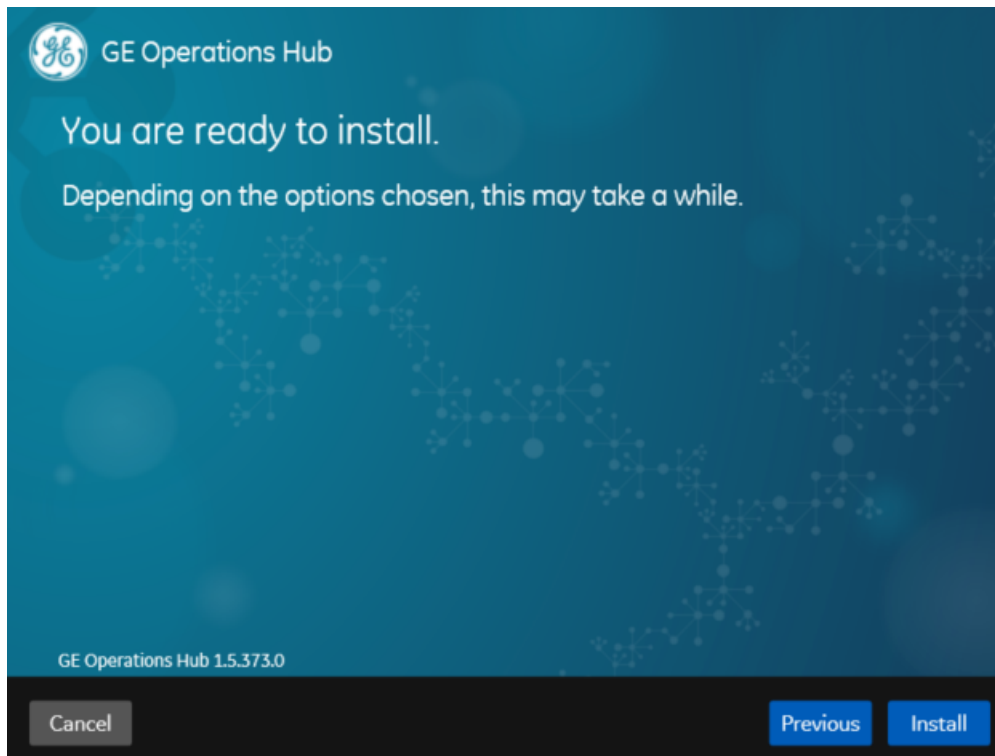 GE Operations Hub
You are ready to install.
Depending on the options chosen, this may take a while.
GE Operations Hub 1.5.373.0
Cancel
Previous
Install